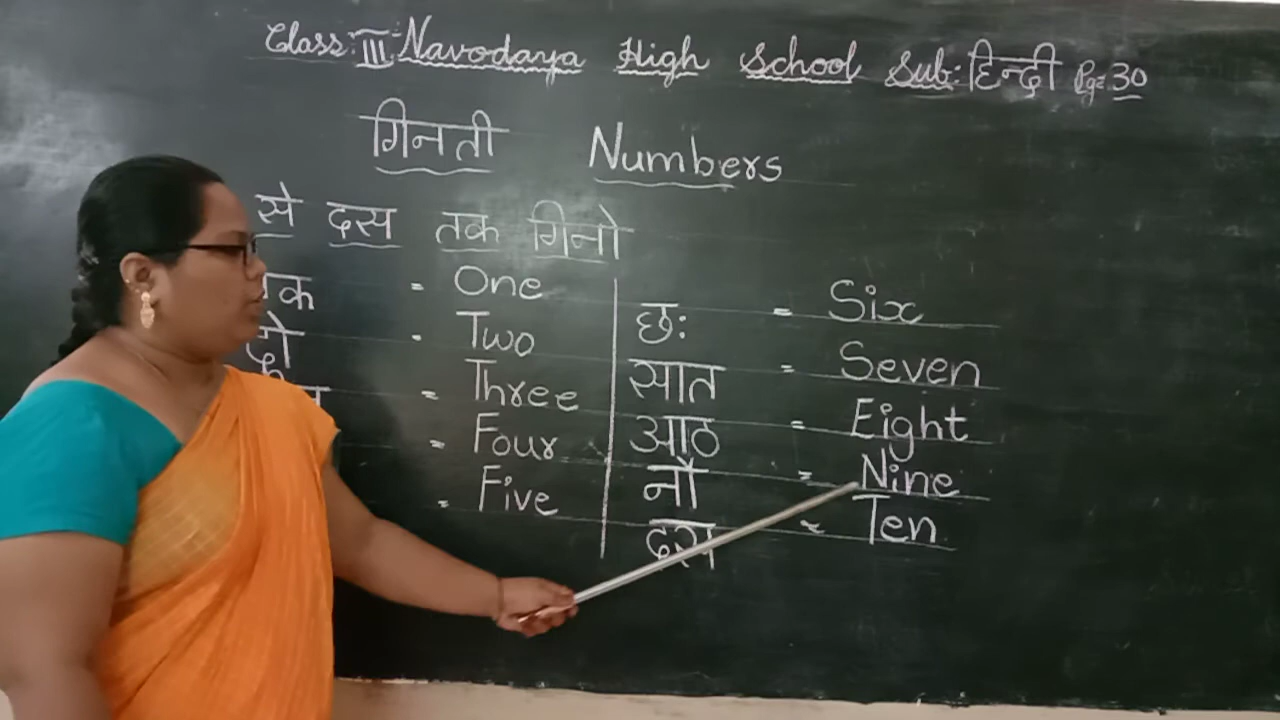 Class: III Navodaya High School Sub: हिन्दी Pg= 30
गिनती Numbers
से दस तक गिनो
= One
दो = Two
= Three
= Four
= Five
छः = Six
सात = Seven
आठ = Eight
नौ = Nine
दस = Ten